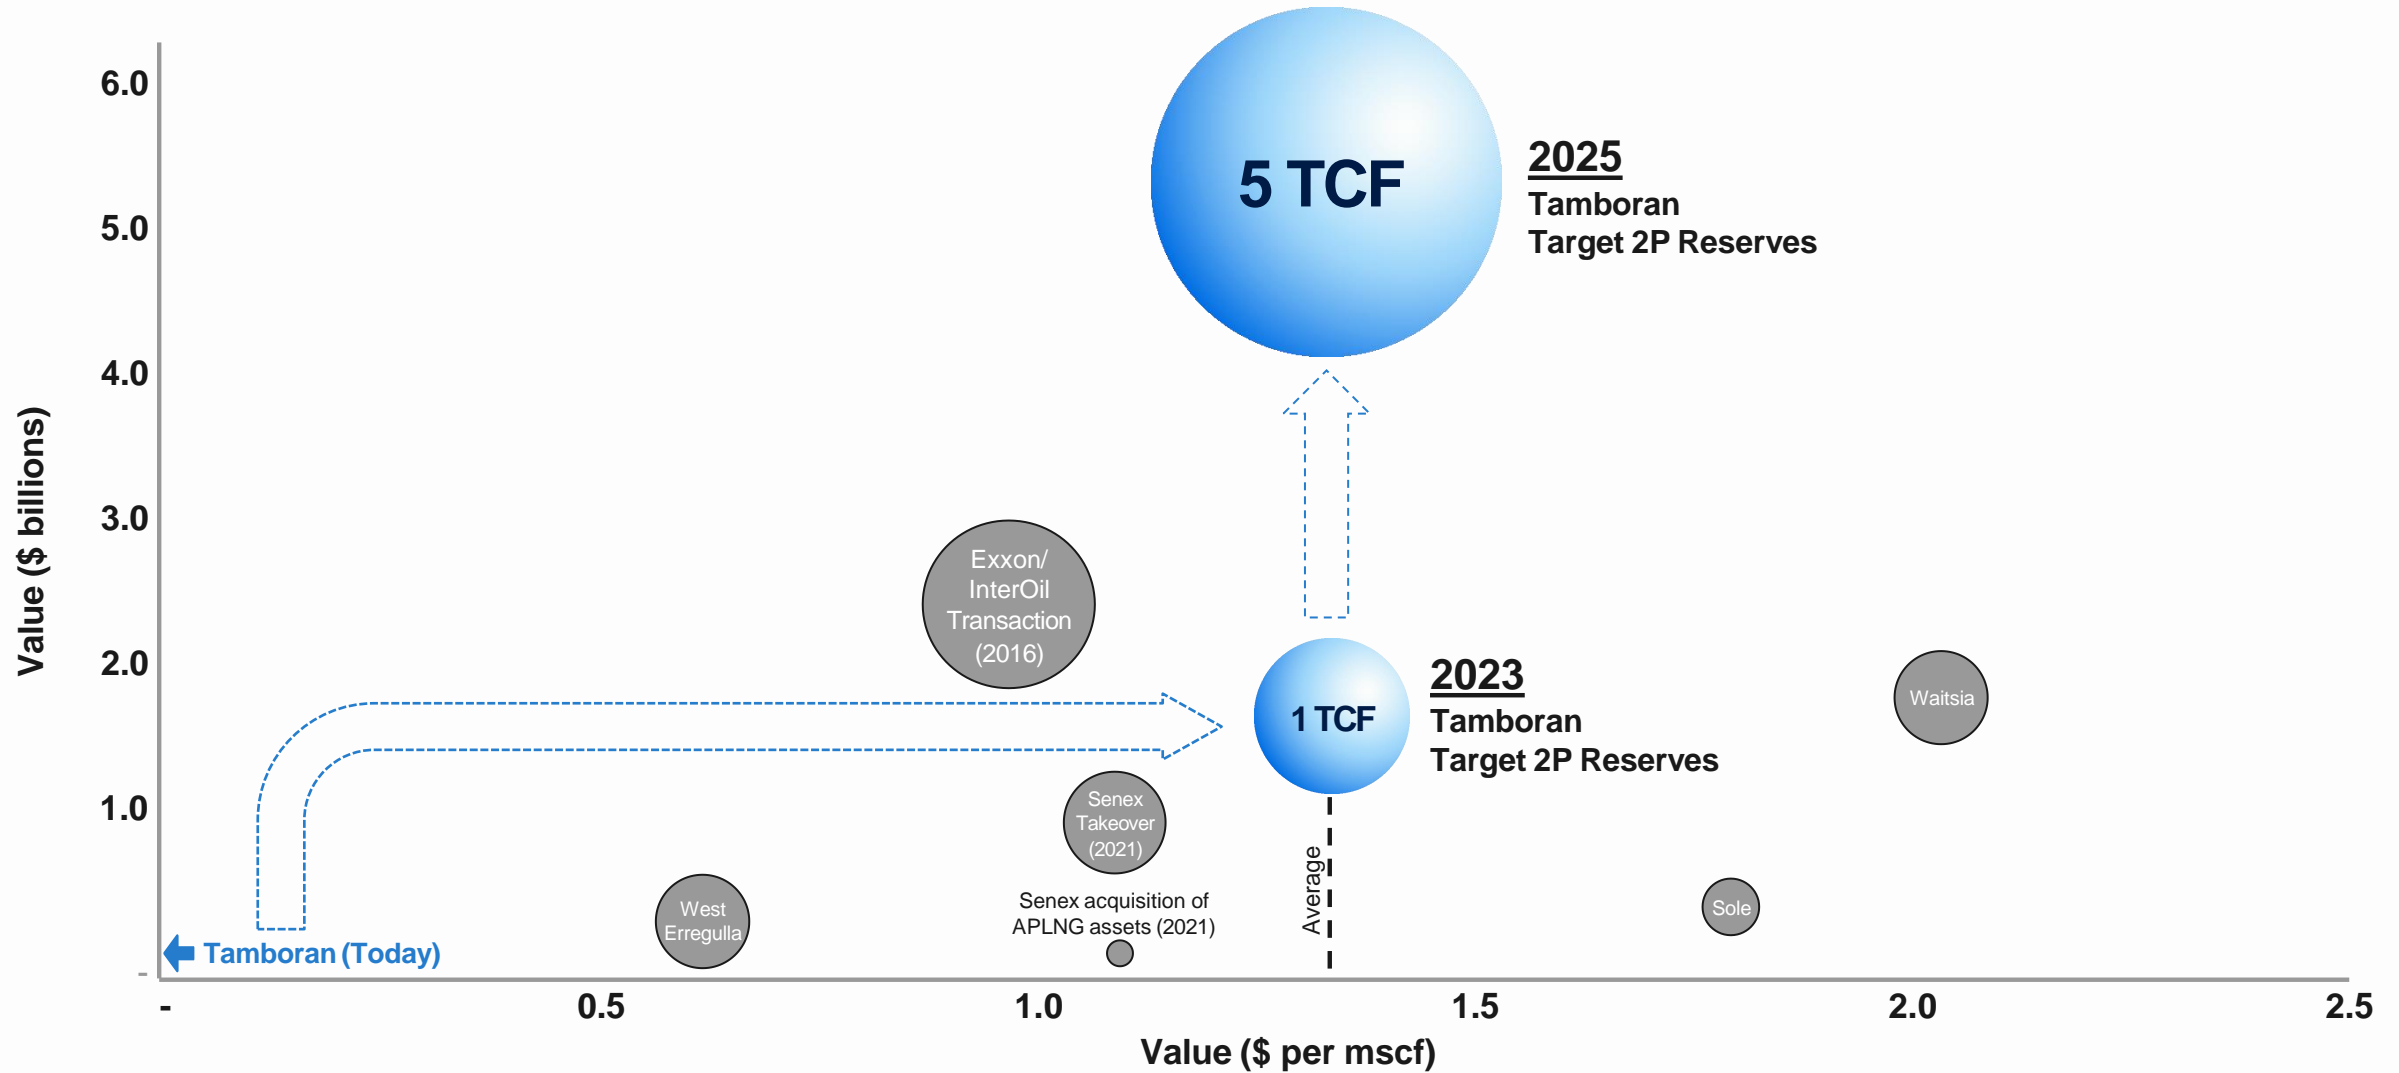 6.0
5.0
4.0
3.0
2.0
1.0
-
Value ($ billions)
5 TCF
2025
Tamboran
Target 2P Reserves
Exxon/
InterOil
Transaction
(2016)
1 TCF
2023
Tamboran
Target 2P Reserves
Waitsia
Senex
Takeover
(2021)
West
Erregulla
Senex acquisition of
APLNG assets (2021)
Average
Sole
Tamboran (Today)
-
0.5
1.0
1.5
2.0
2.5
Value ($ per mscf)